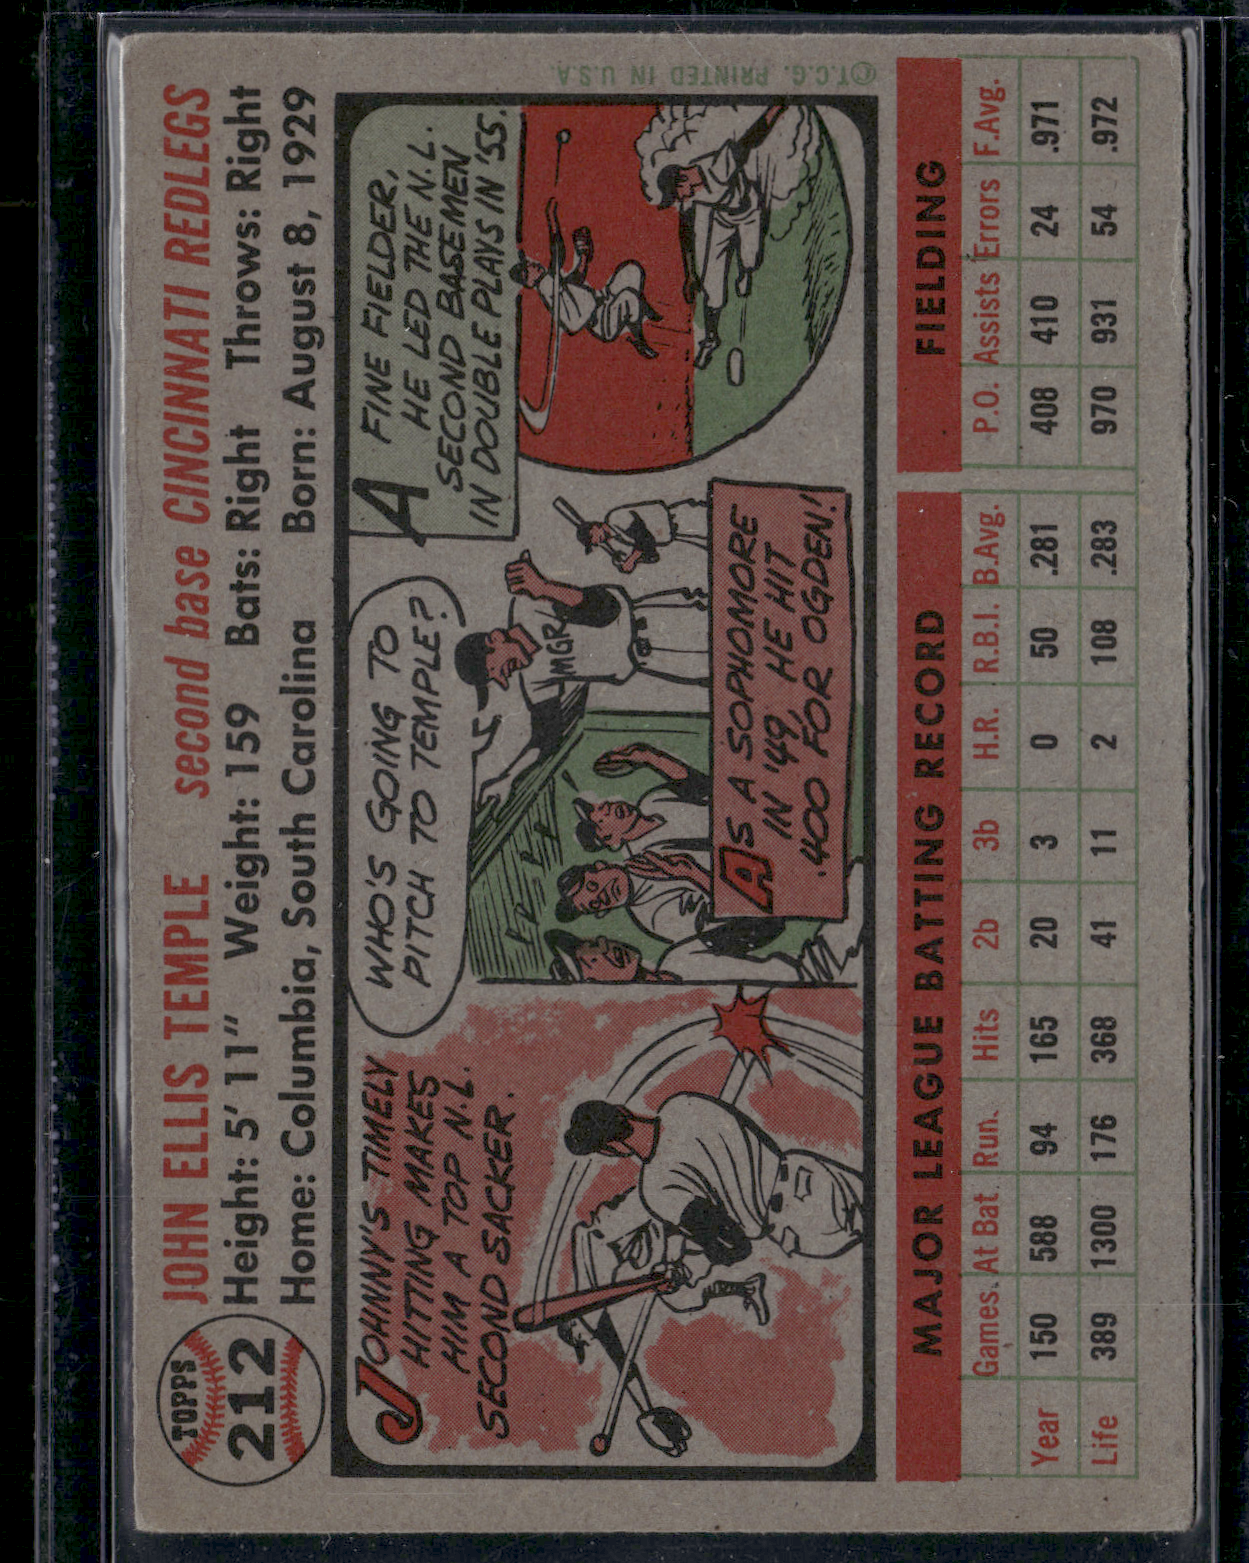 TOPPS
212
JOHN ELLIS TEMPLE second base CINCINNATI REDLEGS
Height: 5' 11" Weight: 159 Bats: Right Throws: Right
Home: Columbia, South Carolina Born: August 8, 1929
JOHNNY'S TIMELY
HITTING MAKES
HIM A TOP N.L.
SECOND SACKER.
WHO'S GOING TO
PITCH TO TEMPLE?
MGR
AS A SOPHOMORE
IN '49, HE HIT
.400 FOR OGDEN!
A FINE FIELDER,
HE LED THE N.L.
SECOND BASEMEN
IN DOUBLE PLAYS IN '55.
MAJOR LEAGUE BATTING RECORD FIELDING
Games At Bat Run. Hits 2b 3b H.R. R.B.I. B.Avg. P.O. Assists Errors F.Avg.
Year 150 588 94 165 20 3 0 50 .281 408 410 24 .971
Life 389 1300 176 368 41 11 2 108 .283 970 931 54 .972
©T.C.G. PRINTED IN U.S.A